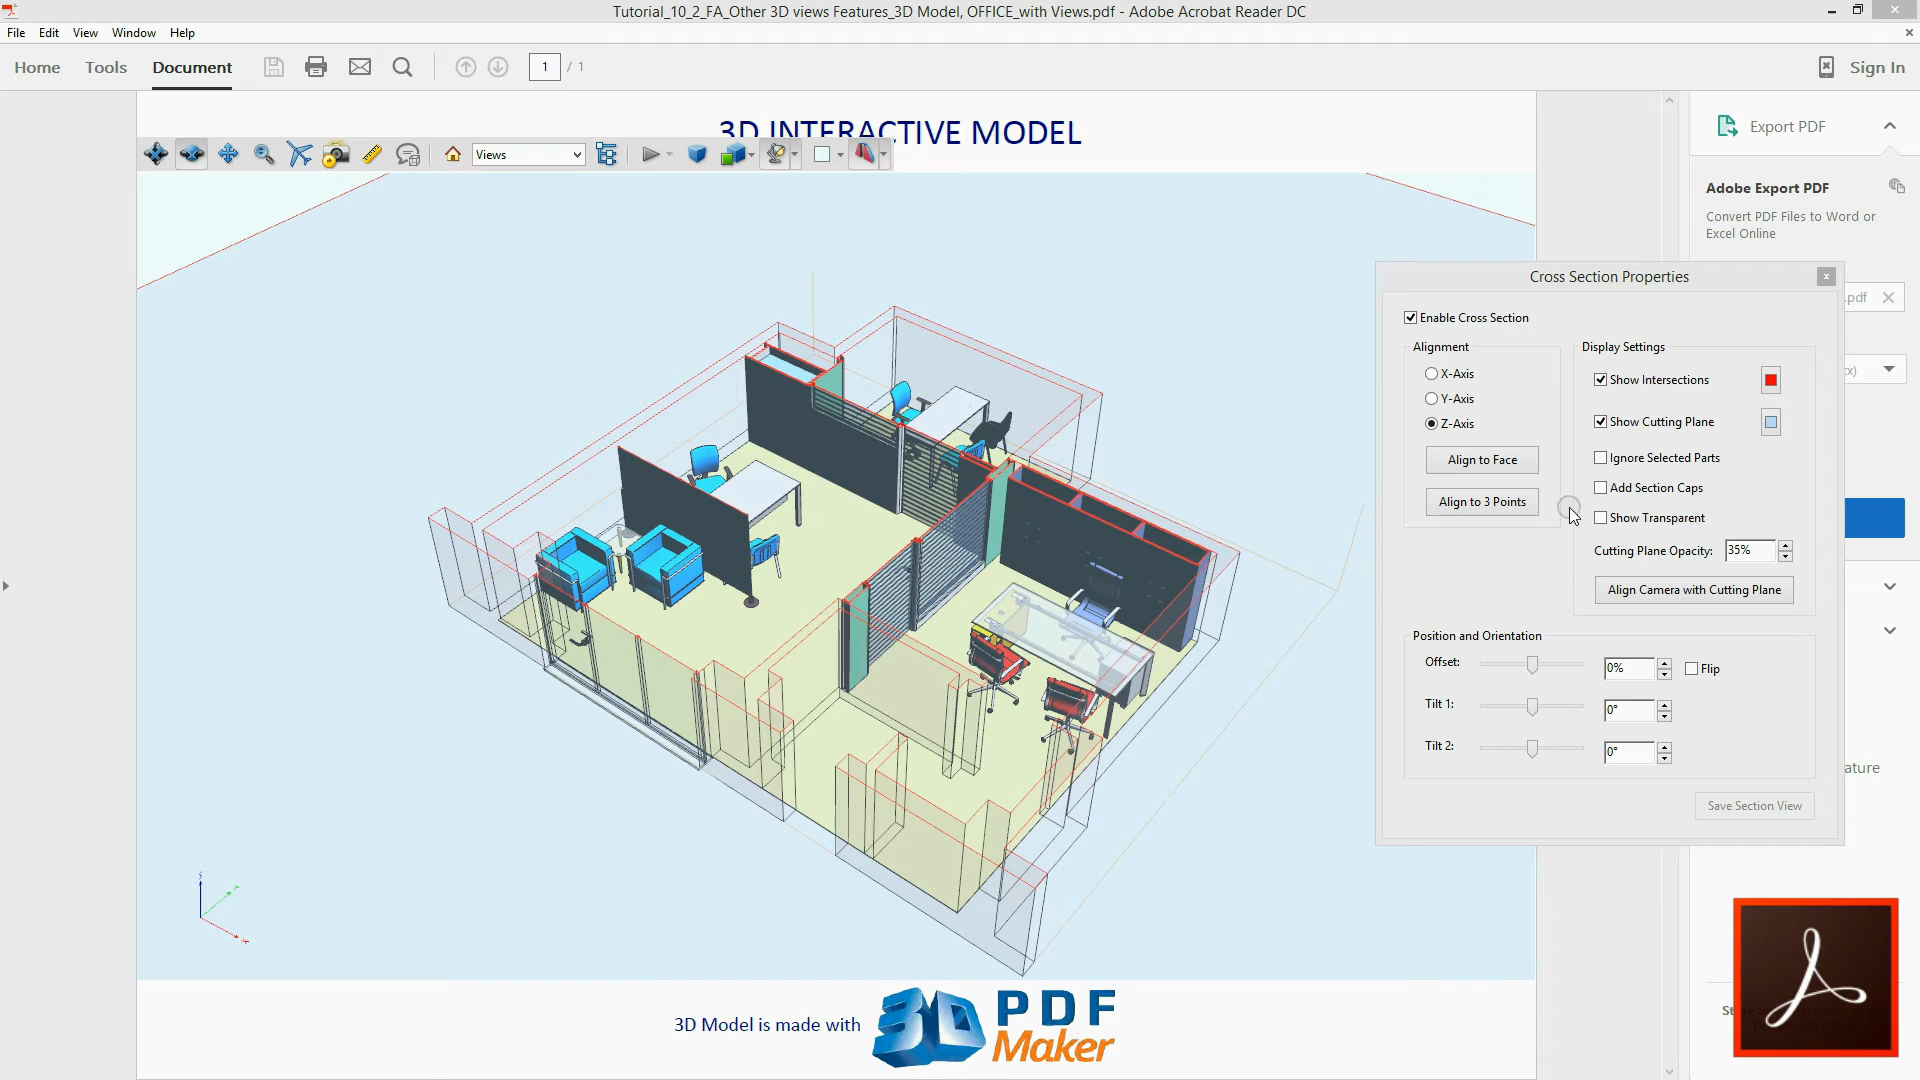 Tutorial_10_2_FA_Other 3D views Features_3D Model, OFFICE_with Views.pdf - Adobe Acrobat Reader DC
File Edit View Window Help
Home Tools Document 1 / 1 Sign In
3D INTERACTIVE MODEL
Views
Export PDF
Adobe Export PDF
Convert PDF Files to Word or
Excel Online
.pdf
Cross Section Properties
Enable Cross Section
Alignment
X-Axis
Y-Axis
Z-Axis
Align to Face
Align to 3 Points
Display Settings
Show Intersections
Show Cutting Plane
Ignore Selected Parts
Add Section Caps
Show Transparent
Cutting Plane Opacity: 35%
Align Camera with Cutting Plane
Position and Orientation
Offset: 0% Flip
Tilt 1: 0°
Tilt 2: 0°
Save Section View
ature
3D Model is made with
3D PDF
Maker